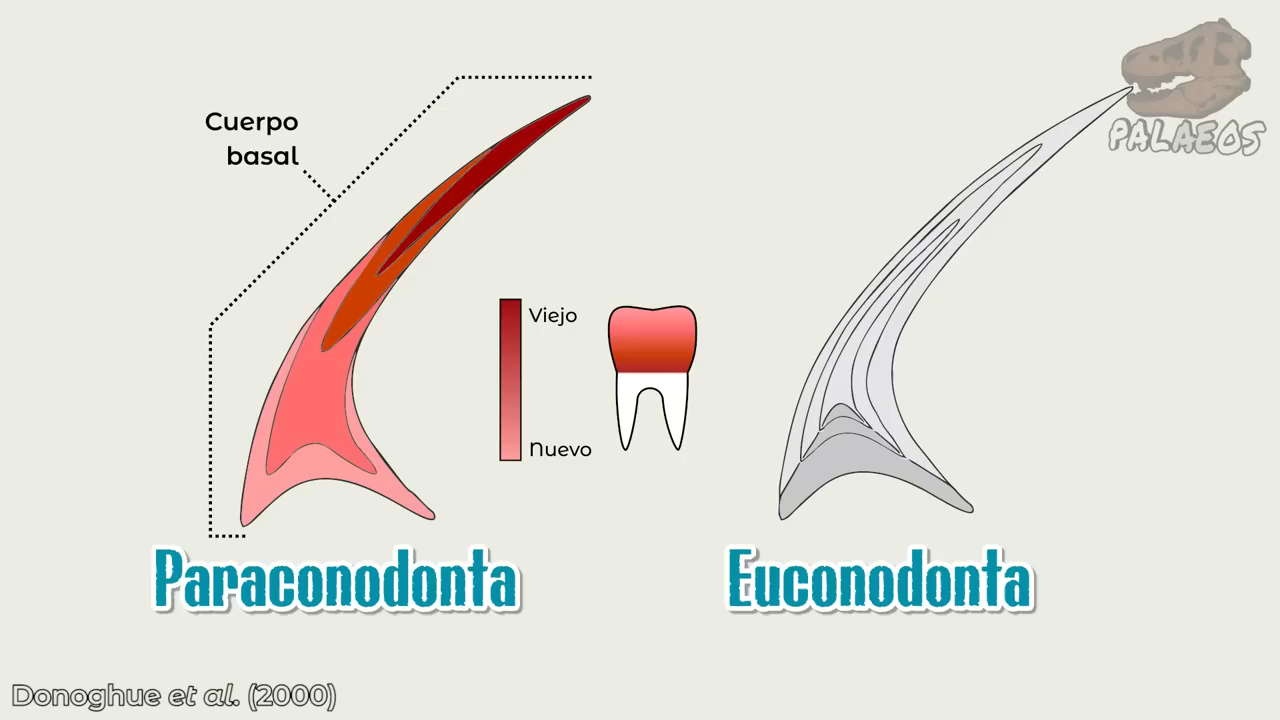 PALAEOS
Cuerpo
basal
Viejo
Nuevo
Paraconodonta
Euconodonta
Donoghue et al. (2000)